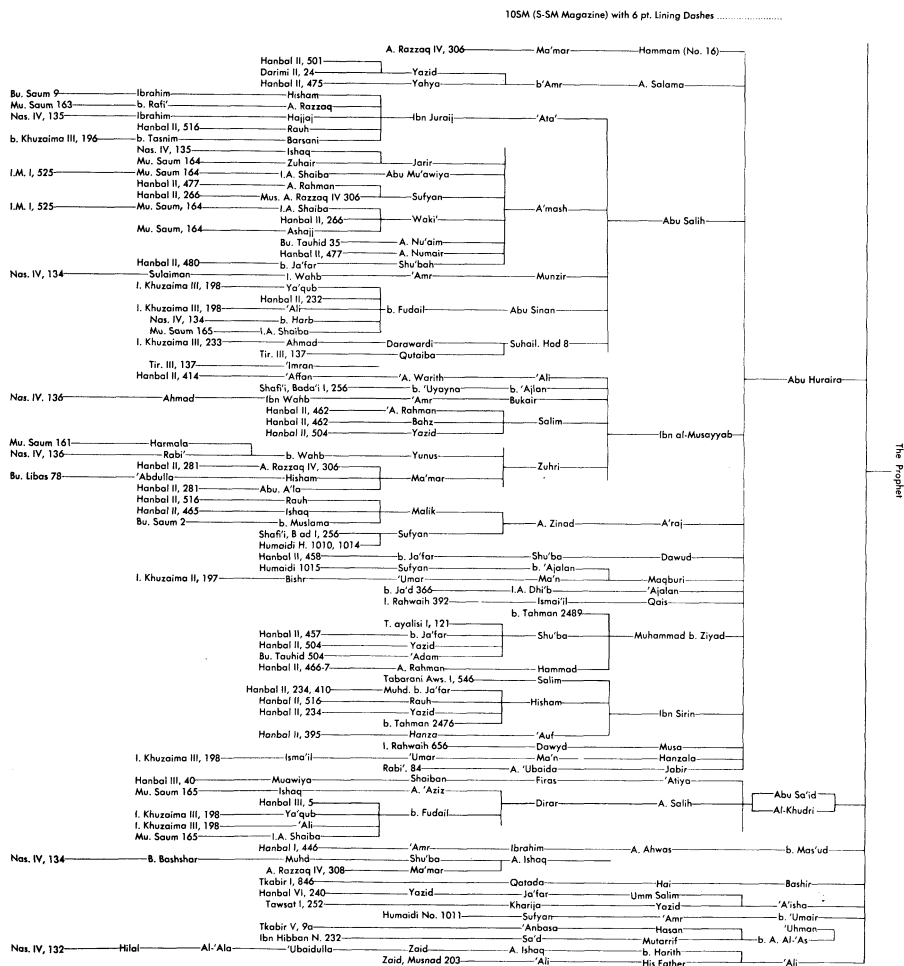 10SM (S-SM Magazine) with 6 pt. Lining Dashes
A. Razzaq IV, 306 Ma'mar Hammam (No. 16)
Hanbal II, 501
Darimi II, 24 Yazid
Hanbal II, 475 Yahya b'Amr A. Salama
Bu. Saum 9 Ibrahim Hisham
Mu. Saum 163 b. Rafi' A. Razzaq
Nas. IV, 135 Ibrahim Hajjaj Ibn Juraij 'Ata'
Hanbal II, 516 Rauh
b. Khuzaima III, 196 b. Tasnim Barsani
Nas. IV, 135 Ishaq
Mu. Saum 164 Zuhair Jarir
I.M. I, 525 Mu. Saum 164 I.A. Shaiba Abu Mu'awiya
Hanbal II, 477 A. Rahman
Hanbal II, 266 Mus. A. Razzaq IV 306 Sufyan
I.M. I, 525 Mu. Saum, 164 I.A. Shaiba A'mash
Hanbal II, 266 Waki' Abu Salih
Mu. Saum, 164 Ashajj
Bu. Tauhid 35 A. Nu'aim
Hanbal II, 477 A. Numair
Hanbal II, 480 b. Ja'far Shu'bah
Nas. IV, 134 Sulaiman I. Wahb 'Amr Munzir
I. Khuzaima III, 198 Ya'qub
Hanbal II, 232
I. Khuzaima III, 198 'Ali b. Fudail Abu Sinan
Nas. IV, 134 b. Harb
Mu. Saum 165 I.A. Shaiba
I. Khuzaima III, 233 Ahmad Darawardi Suhail. Hod 8
Tir. III, 137 Qutaiba
Tir. III, 137 'Imran
Hanbal II, 414 'Affan 'A. Warith 'Ali Abu Huraira
Shafi'i, Bada'i I, 256 b. 'Uyayna b. 'Ajlan
Nas. IV. 136 Ahmad Ibn Wahb 'Amr Bukair
Hanbal II, 462 'A. Rahman
Hanbal II, 462 Bahz Salim
Hanbal II, 504 Yazid Ibn al-Musayyab
Mu. Saum 161 Harmala
Nas. IV, 136 Rabi' b. Wahb Yunus
Hanbal II, 281 A. Razzaq IV, 306 Zuhri
Bu. Libas 78 'Abdulla Hisham Ma'mar
Hanbal II, 281 Abu. A'la
The Prophet
Hanbal II, 516 Rauh
Hanbal II, 465 Ishaq Malik
Bu. Saum 2 b. Muslama A. Zinad A'raj
Shafi'i, B ad I, 256 Sufyan
Humaidi H. 1010, 1014
Hanbal II, 458 b. Ja'far Shu'ba Dawud
Humaidi 1015 Sufyan b. 'Ajalan
I. Khuzaima II, 197 Bishr 'Umar Ma'n Maqburi
b. Ja'd 366 I.A. Dhi'b 'Ajalan
I. Rahwaih 392 Ismai'il Qais
b. Tahman 2489
T. ayalisi I, 121
Hanbal II, 457 b. Ja'far Shu'ba Muhammad b. Ziyad
Hanbal II, 504 Yazid
Bu. Tauhid 504 'Adam
Hanbal II, 466-7 A. Rahman Hammad
Tabarani Aws. I, 546 Salim
Hanbal II, 234, 410 Muhd. b. Ja'far
Hanbal II, 516 Rauh Hisham
Hanbal II, 234 Yazid Ibn Sirin
b. Tahman 2476
Hanbal II, 395 Hanza 'Auf
I. Rahwaih 656 Dawyd Musa
I. Khuzaima III, 198 Isma'il 'Umar Ma'n Hanzala
Rabi'. 84 A. 'Ubaida Jabir
Hanbal III, 40 Muawiya Shaiban Firas 'Atiya
Mu. Saum 165 Ishaq A. 'Aziz Abu Sa'id
Hanbal III, 5 Dirar A. Salih Al-Khudri
I. Khuzaima III, 198 Ya'qub b. Fudail
I. Khuzaima III, 198 'Ali
Mu. Saum 165 I.A. Shaiba
Hanbal I, 446 'Amr Ibrahim A. Ahwas b. Mas'ud
Nas. IV, 134 B. Bashshar Muhd Shu'ba A. Ishaq
A. Razzaq IV, 308 Ma'mar
Tkabir I, 846 Qatada Hai Bashir
Hanbal VI, 240 Yazid Ja'far Umm Salim
Tawsat I, 252 Kharija Yazid 'A'isha
Humaidi No. 1011 Sufyan 'Amr b. 'Umair
Tkabir V, 9a 'Anbasa Hasan 'Uhman
Ibn Hibban N. 232 Sa'd Mutarrif b. A. Al-'As
Nas. IV, 132 Hilal Al-'Ala 'Ubaidulla Zaid A. Ishaq b. Harith
Zaid, Musnad 203 'Ali His Father 'Ali